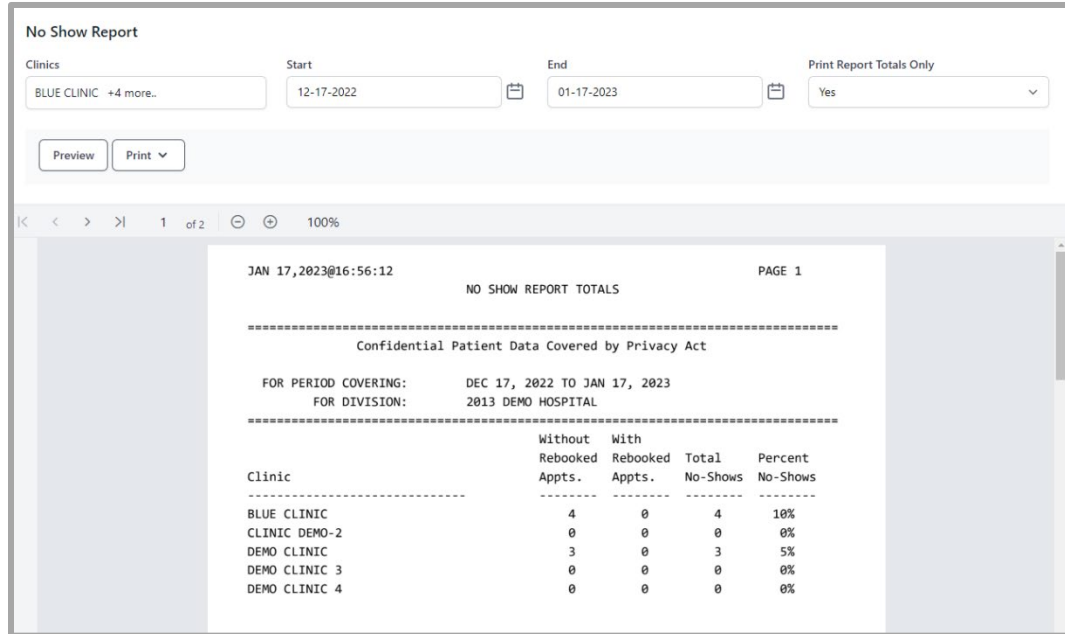 No Show Report
Clinics Start End Print Report Totals Only
BLUE CLINIC +4 more.. 12-17-2022 01-17-2023 Yes
Preview Print
1 of 2 100%
JAN 17,2023@16:56:12 PAGE 1
NO SHOW REPORT TOTALS
================================================================================
Confidential Patient Data Covered by Privacy Act
FOR PERIOD COVERING: DEC 17, 2022 TO JAN 17, 2023
FOR DIVISION: 2013 DEMO HOSPITAL
================================================================================
Without With
Rebooked Rebooked Total Percent
Clinic Appts. Appts. No-Shows No-Shows
------------------------------ -------- -------- -------- --------
BLUE CLINIC 4 0 4 10%
CLINIC DEMO-2 0 0 0 0%
DEMO CLINIC 3 0 3 5%
DEMO CLINIC 3 0 0 0 0%
DEMO CLINIC 4 0 0 0 0%